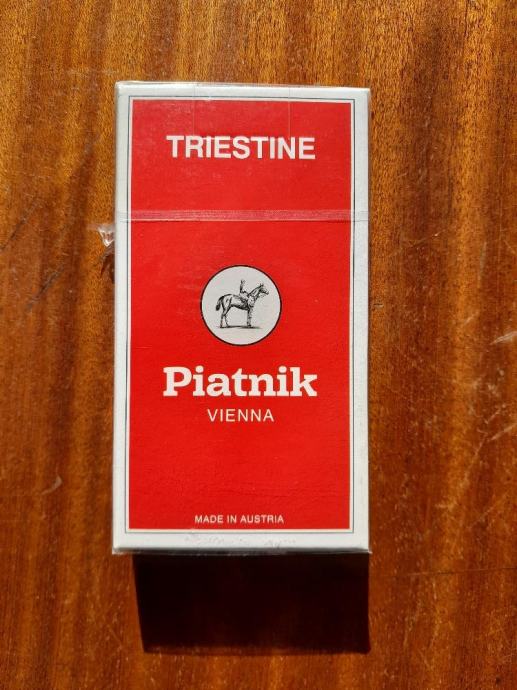 TRIESTINE
Piatnik
VIENNA
MADE IN AUSTRIA